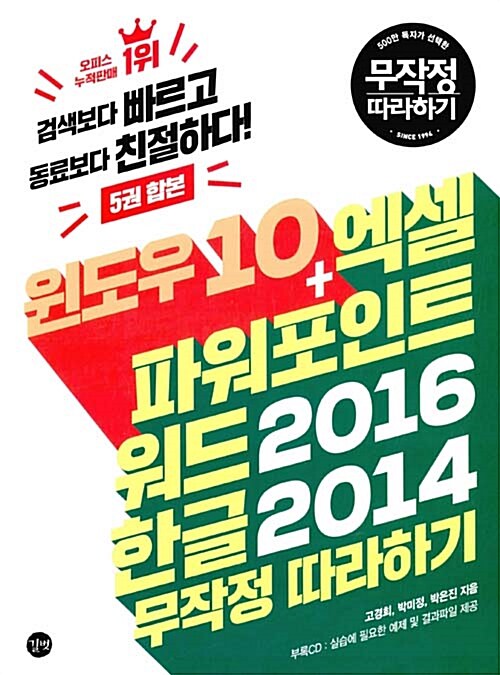 오피스
누적판매 1위
검색보다 빠르고
동료보다 친절하다!
5권 합본
500만 독자가 선택한
무작정
따라하기
• SINCE 1994 •
윈도우 10 + 엑셀
파워포인트
워드 2016
한글 2014
무작정 따라하기
고경희, 박미정, 박은진 지음
부록CD : 실습에 필요한 예제 및 결과파일 제공
길벗